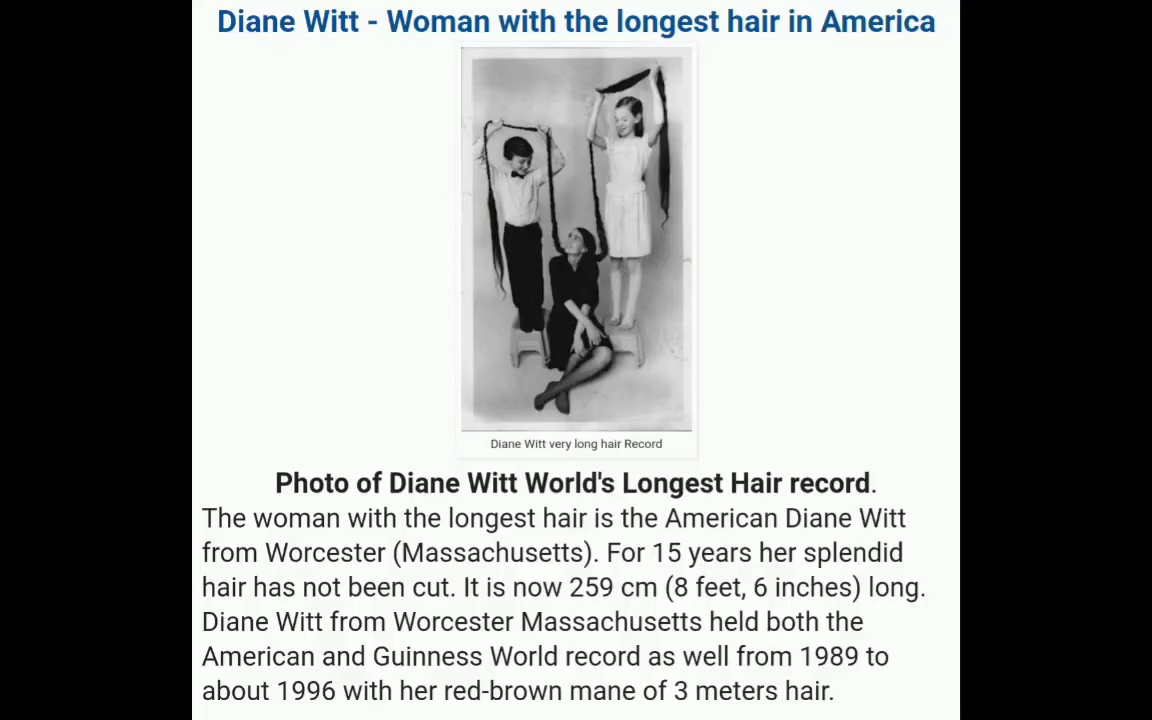 Diane Witt - Woman with the longest hair in America
Diane Witt very long hair Record
Photo of Diane Witt World's Longest Hair record.
The woman with the longest hair is the American Diane Witt
from Worcester (Massachusetts). For 15 years her splendid
hair has not been cut. It is now 259 cm (8 feet, 6 inches) long.
Diane Witt from Worcester Massachusetts held both the
American and Guinness World record as well from 1989 to
about 1996 with her red-brown mane of 3 meters hair.